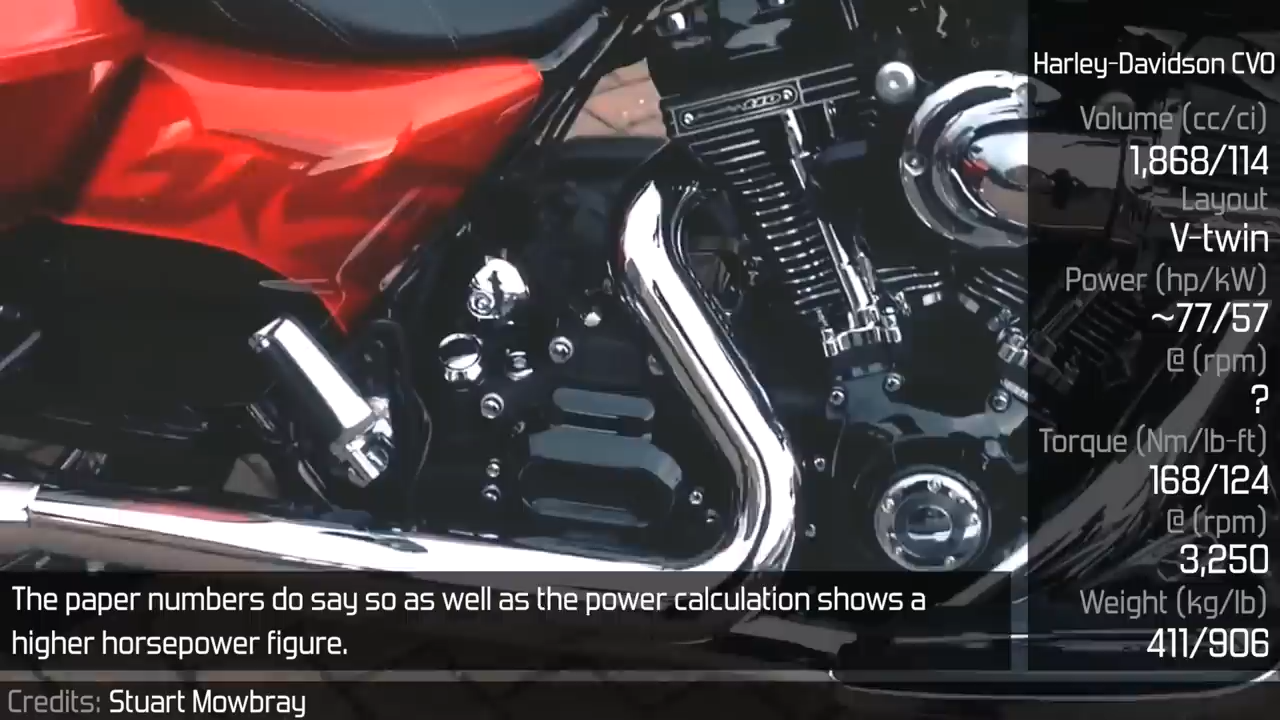 Harley-Davidson CVO
Volume (cc/ci)
1,868/114
Layout
V-twin
Power (hp/kW)
~77/57
@ (rpm)
?
Torque (Nm/lb-ft)
168/124
@ (rpm)
3,250
Weight (kg/lb)
411/906
The paper numbers do say so as well as the power calculation shows a
higher horsepower figure.
Credits: Stuart Mowbray